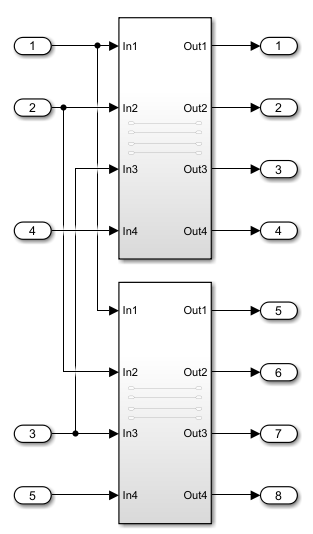 1 In1 Out1 1
2 In2 Out2 2
In3 Out3 3
4 In4 Out4 4
In1 Out1 5
In2 Out2 6
3 In3 Out3 7
5 In4 Out4 8